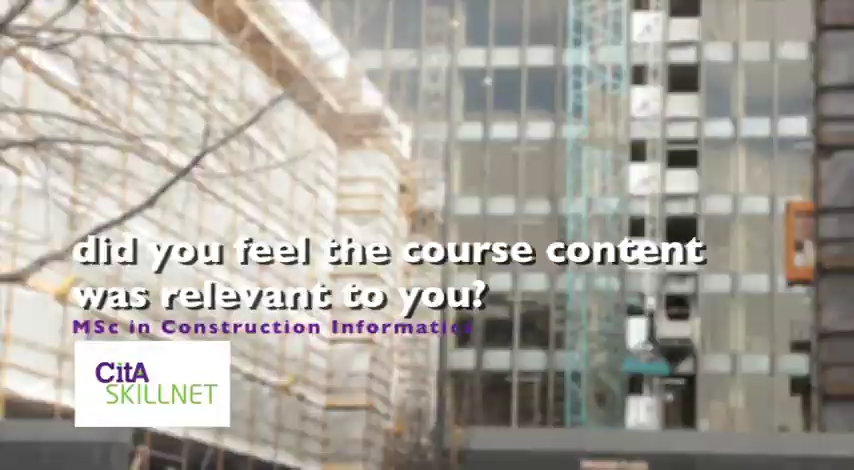 did you feel the course content
was relevant to you?
MSc in Construction Informatics
CitA
SKILLNET